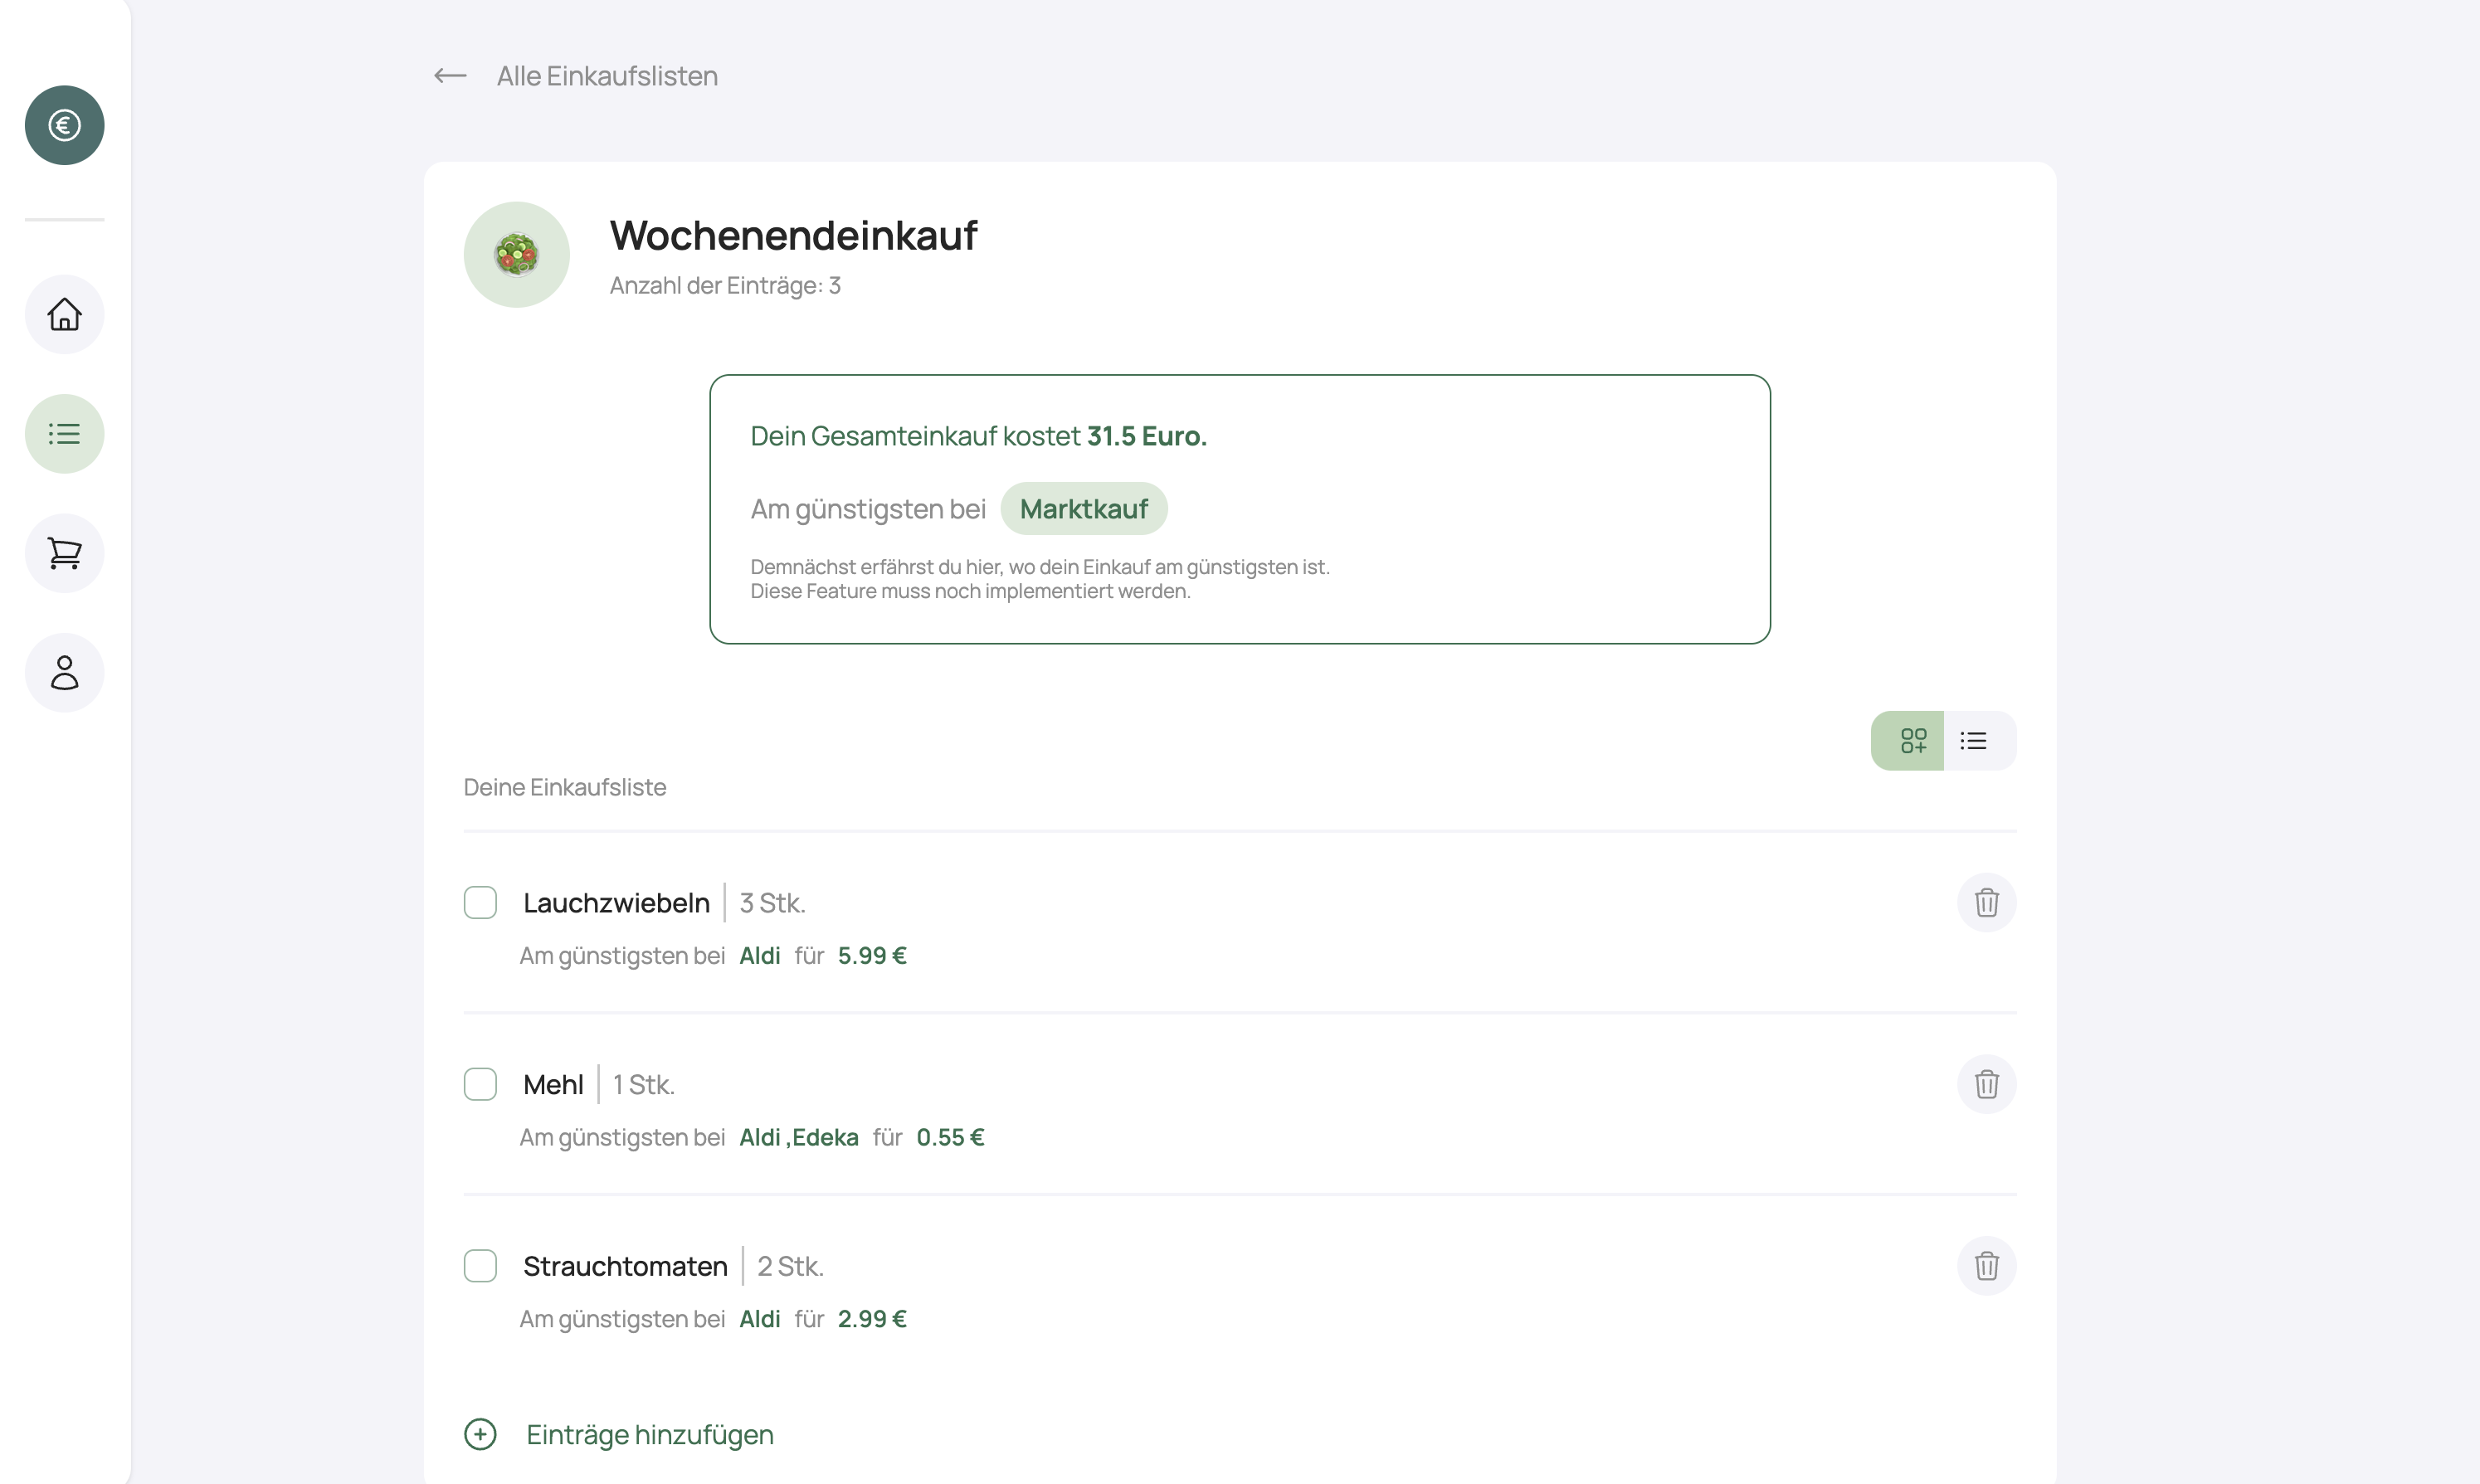 Alle Einkaufslisten
Wochenendeinkauf
Anzahl der Einträge: 3
Dein Gesamteinkauf kostet 31.5 Euro.
Am günstigsten bei Marktkauf
Demnächst erfährst du hier, wo dein Einkauf am günstigsten ist.
Diese Feature muss noch implementiert werden.
Deine Einkaufsliste
Lauchzwiebeln 3 Stk.
Am günstigsten bei Aldi für 5.99 €
Mehl 1 Stk.
Am günstigsten bei Aldi ,Edeka für 0.55 €
Strauchtomaten 2 Stk.
Am günstigsten bei Aldi für 2.99 €
Einträge hinzufügen